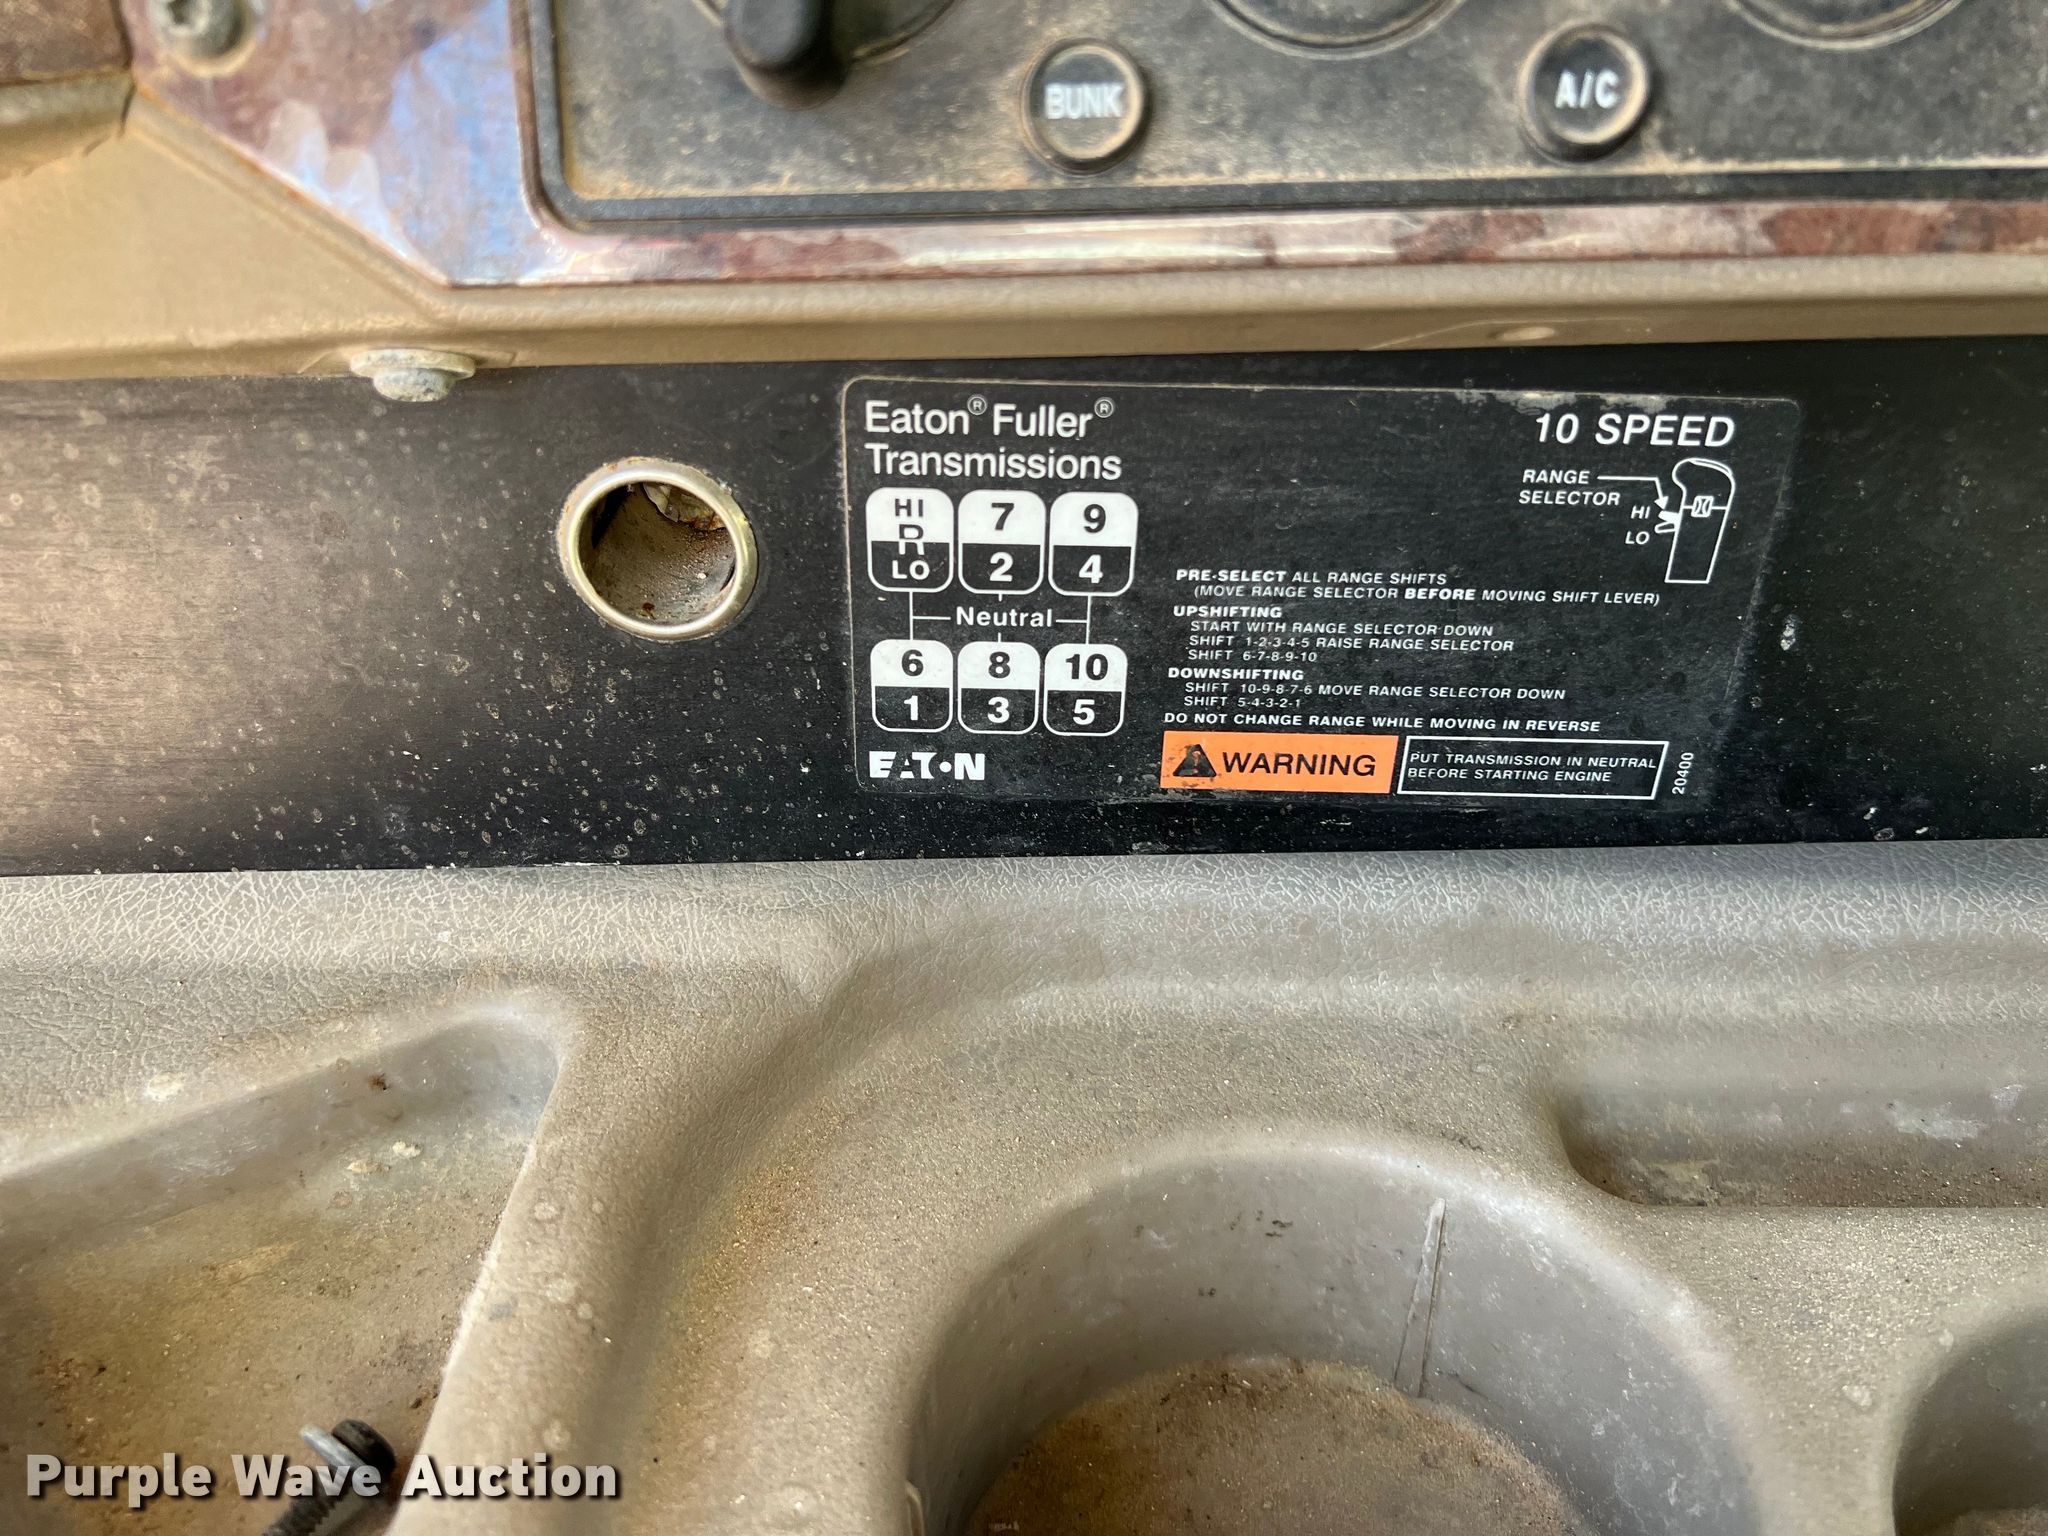 BUNK
A/C
Eaton® Fuller®
Transmissions
10 SPEED
RANGE
SELECTOR
HI
LO
HI
R
LO
7
2
9
4
Neutral
6
1
8
3
10
5
EATON
PRE-SELECT ALL RANGE SHIFTS
(MOVE RANGE SELECTOR BEFORE MOVING SHIFT LEVER)
UPSHIFTING
START WITH RANGE SELECTOR DOWN
SHIFT 1-2-3-4-5 RAISE RANGE SELECTOR
SHIFT 6-7-8-9-10
DOWNSHIFTING
SHIFT 10-9-8-7-6 MOVE RANGE SELECTOR DOWN
SHIFT 5-4-3-2-1
DO NOT CHANGE RANGE WHILE MOVING IN REVERSE
WARNING
PUT TRANSMISSION IN NEUTRAL
BEFORE STARTING ENGINE
20400
Purple Wave Auction